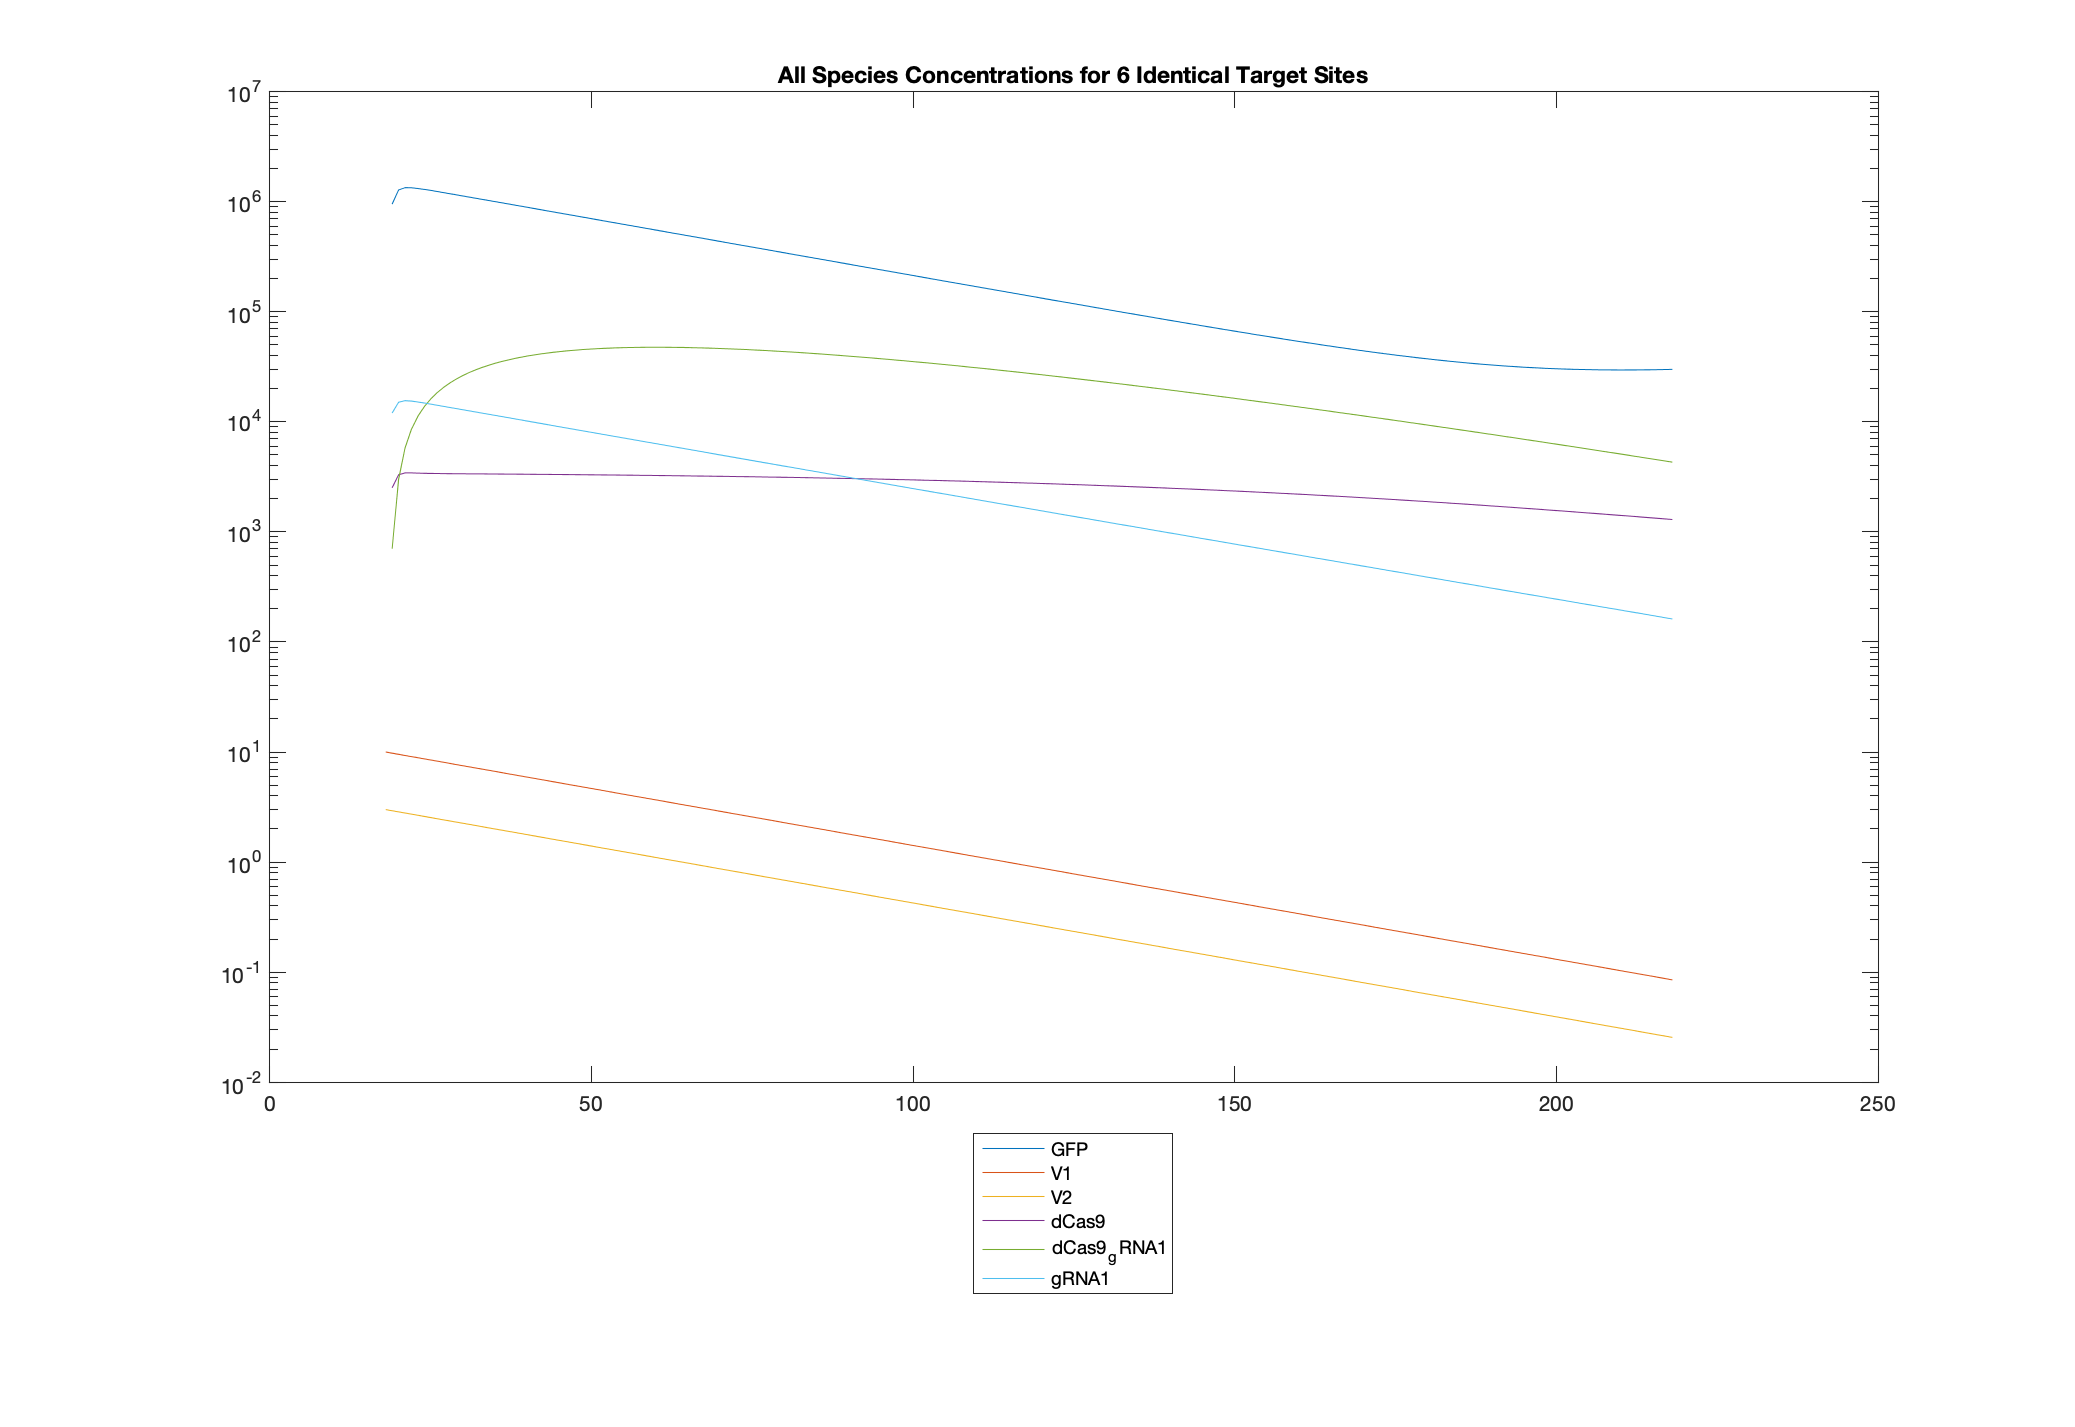 All Species Concentrations for 6 Identical Target Sites
10^7
10^6
10^5
10^4
10^3
10^2
10^1
10^0
10^-1
10^-2
0 50 100 150 200 250
GFP
V1
V2
dCas9
dCas9_gRNA1
gRNA1